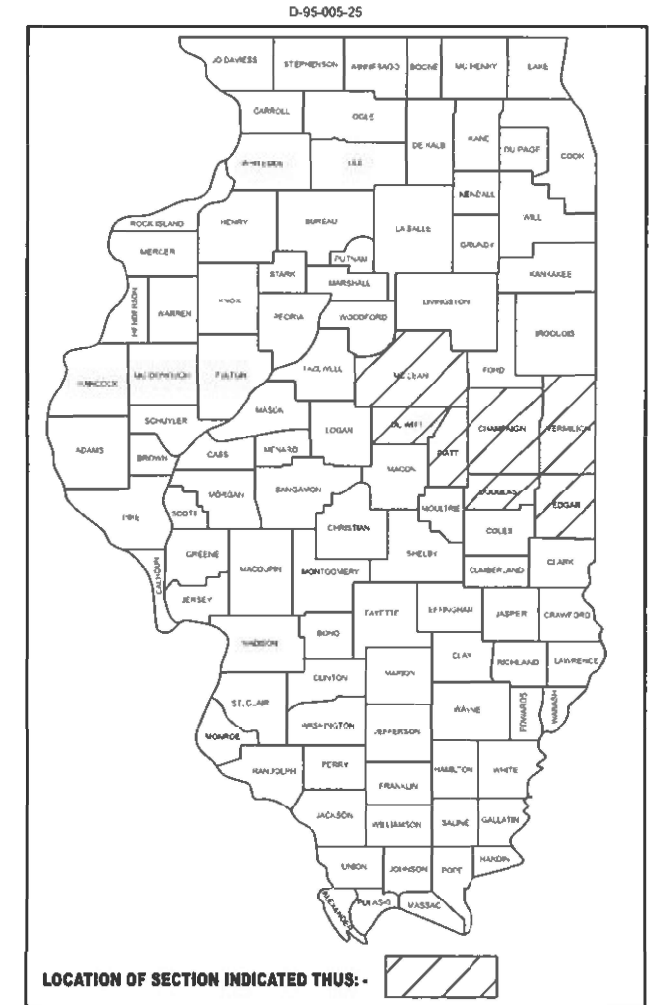 D-95-005-25
JO DAVIESS STEPHENSON WINNEBAGO BOONE MC HENRY LAKE
CARROLL OGLE
DE KALB KANE DU PAGE COOK
WHITESIDE LEE
KENDALL
ROCK ISLAND HENRY BUREAU LA SALLE WILL
MERCER PUTNAM GRUNDY
STARK MARSHALL KANKAKEE
HENDERSON WARREN KNOX PEORIA WOODFORD LIVINGSTON
IROQUOIS
HANCOCK MC DONOUGH FULTON TAZWELL MC LEAN FORD
MASON
SCHUYLER LOGAN DE WITT CHAMPAIGN VERMILION
ADAMS BROWN CASS MENARD MACON PIATT
MORGAN SANGAMON DOUGLAS EDGAR
PIKE SCOTT CHRISTIAN MOULTRIE
COLES
GREENE SHELBY
CALHOUN MACOUPIN MONTGOMERY CUMBERLAND CLARK
JERSEY FAYETTE EFFINGHAM JASPER CRAWFORD
MADISON BOND
CLAY RICHLAND LAWRENCE
CLINTON MARION
ST. CLAIR WAYNE EDWARDS WABASH
WASHINGTON JEFFERSON
MONROE
RANDOLPH PERRY HAMILTON WHITE
FRANKLIN
JACKSON WILLIAMSON SALINE GALLATIN
UNION JOHNSON POPE HARDIN
ALEXANDER PULASKI MASSAC
LOCATION OF SECTION INDICATED THUS: -